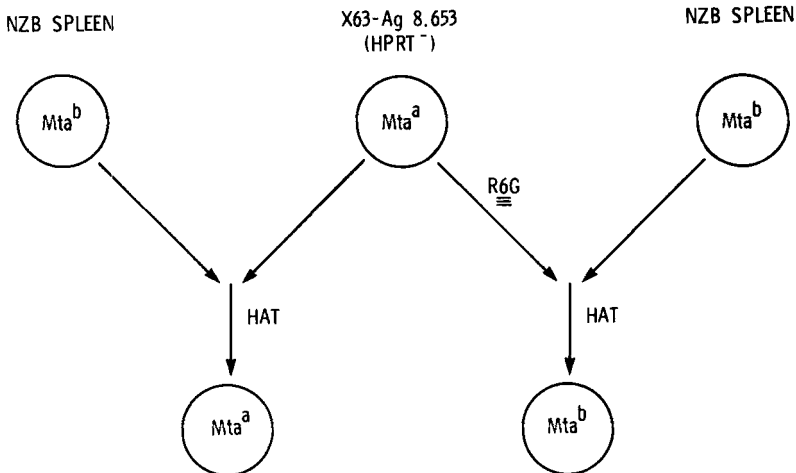 NZB SPLEEN
X63-Ag 8.653
(HPRT⁻)
NZB SPLEEN
Mtaᵇ
Mtaᵃ
Mtaᵇ
R6G
HAT
HAT
Mtaᵃ
Mtaᵇ